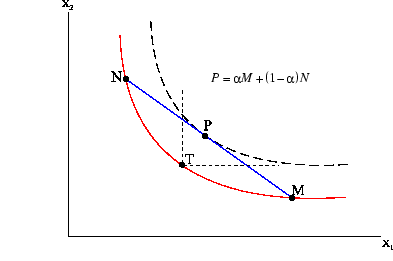 x₂
N
P = αM + (1−α)N
P
T
M
x₁